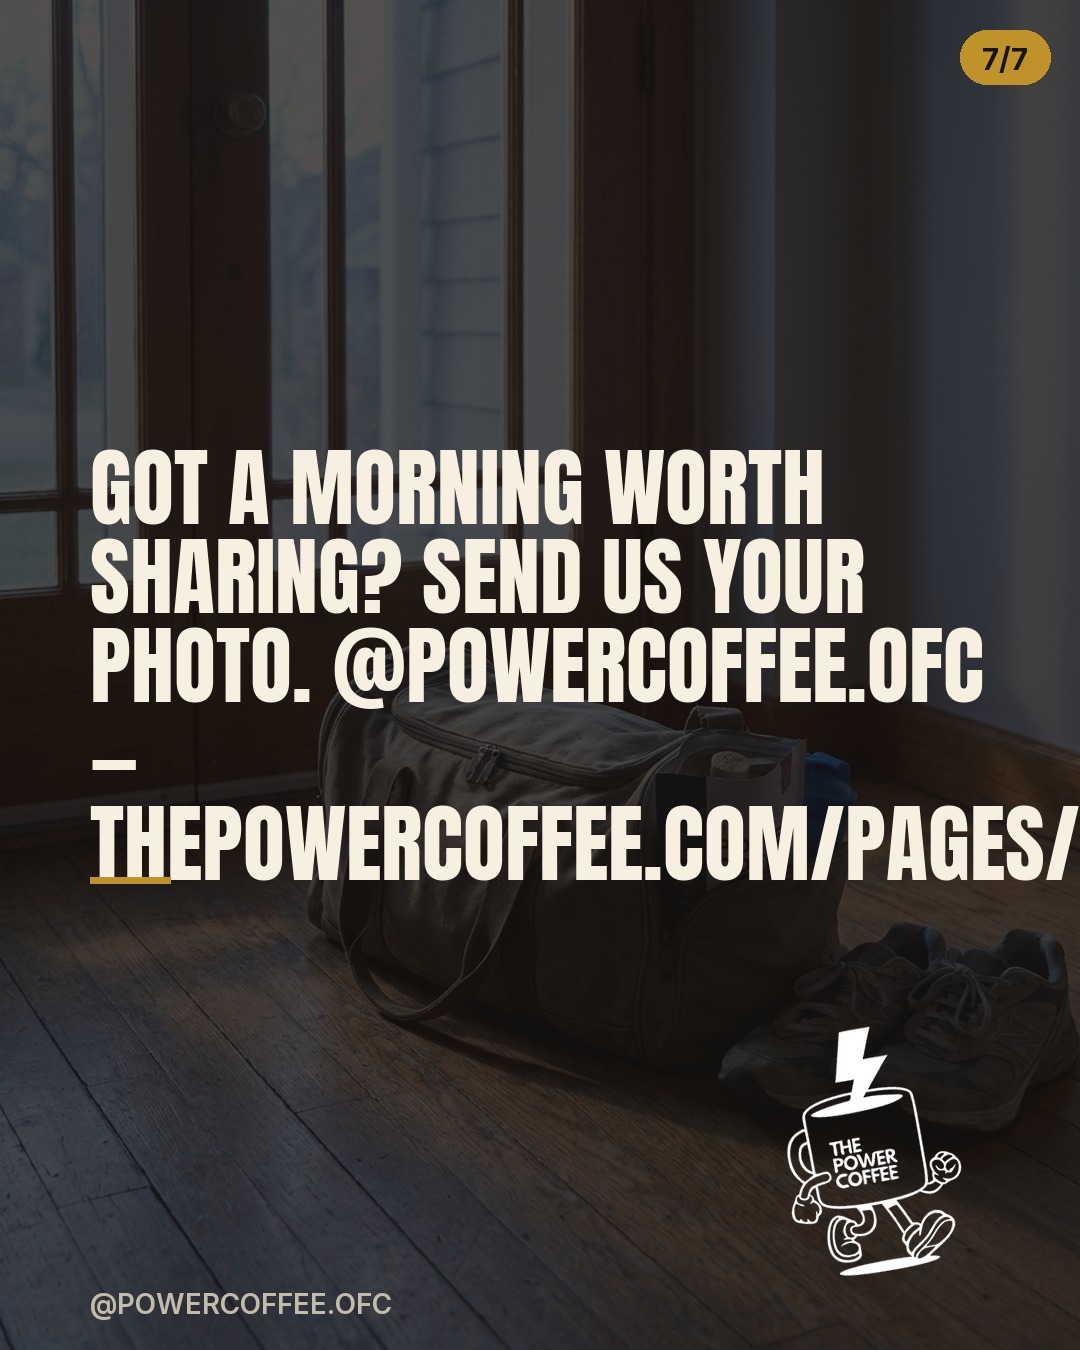 7/7
GOT A MORNING WORTH
SHARING? SEND US YOUR
PHOTO. @POWERCOFFEE.OFC
—
THEPOWERCOFFEE.COM/PAGES/
THE
POWER
COFFEE
@POWERCOFFEE.OFC